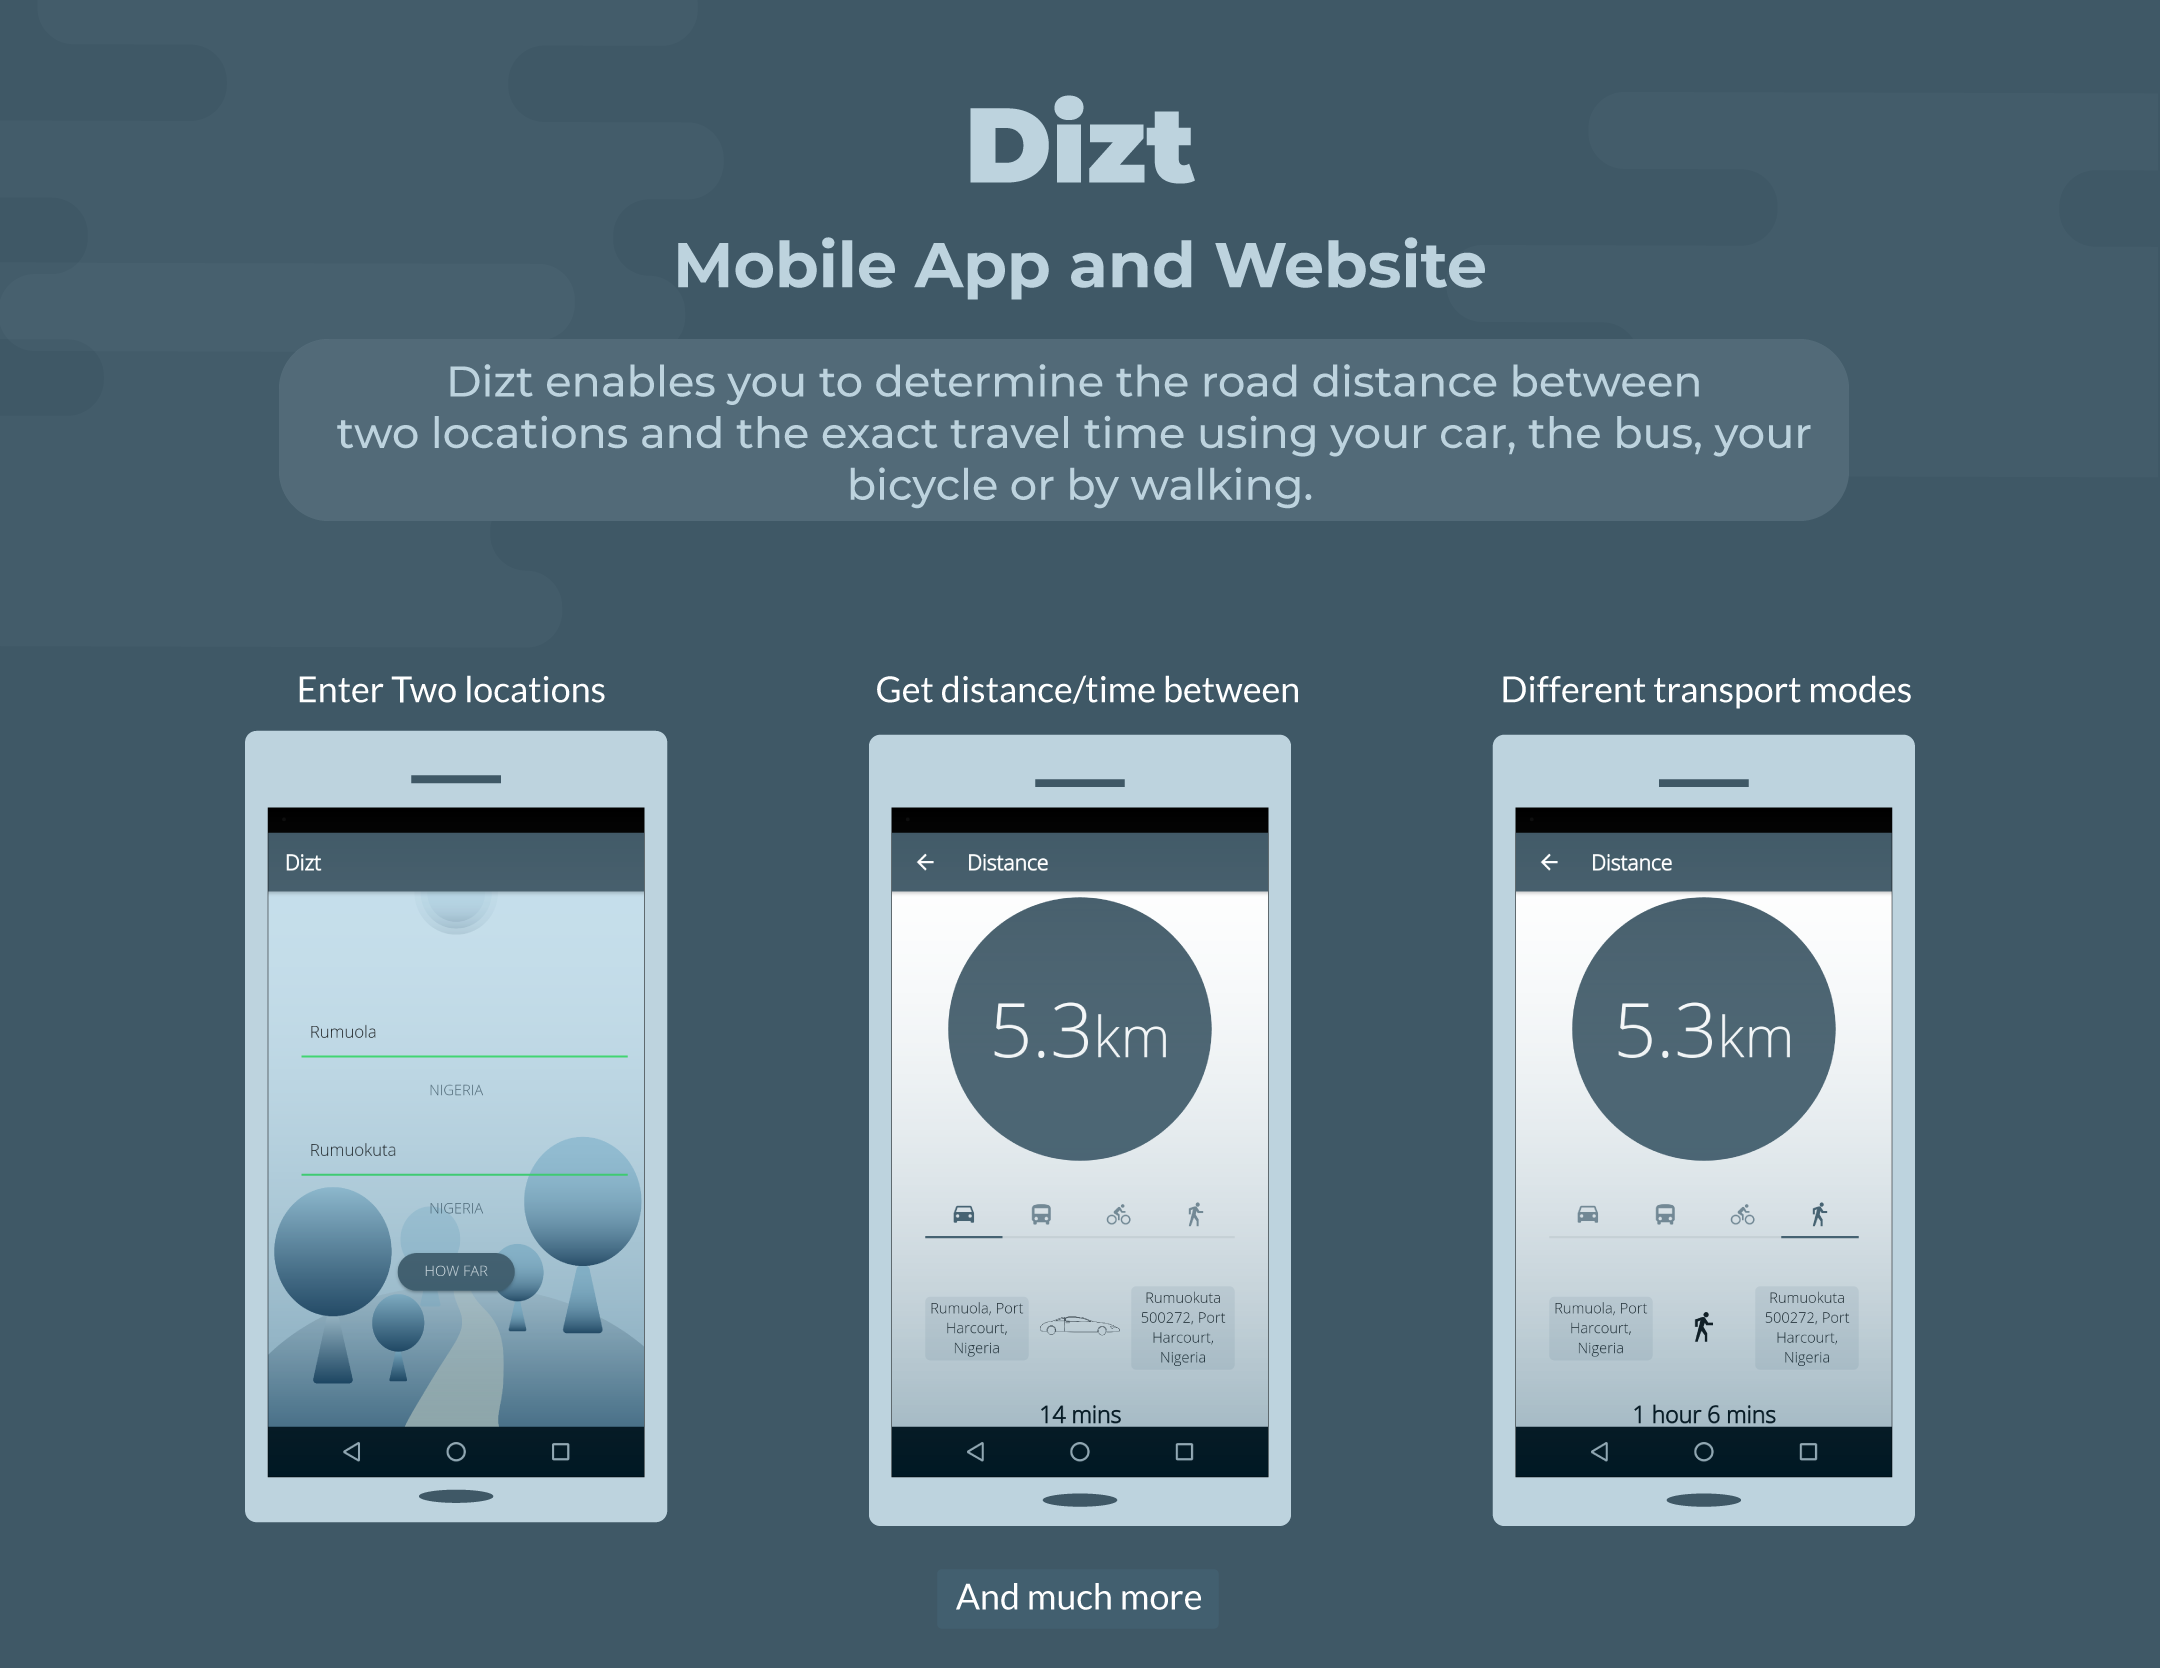 Dizt
Mobile App and Website
Dizt enables you to determine the road distance between
two locations and the exact travel time using your car, the bus, your
bicycle or by walking.
Enter Two locations
Dizt
Rumuola
NIGERIA
Rumuokuta
NIGERIA
HOW FAR
Get distance/time between
Distance
5.3km
Rumuola, Port
Harcourt,
Nigeria
Rumuokuta
500272, Port
Harcourt,
Nigeria
14 mins
Different transport modes
Distance
5.3km
Rumuola, Port
Harcourt,
Nigeria
Rumuokuta
500272, Port
Harcourt,
Nigeria
1 hour 6 mins
And much more